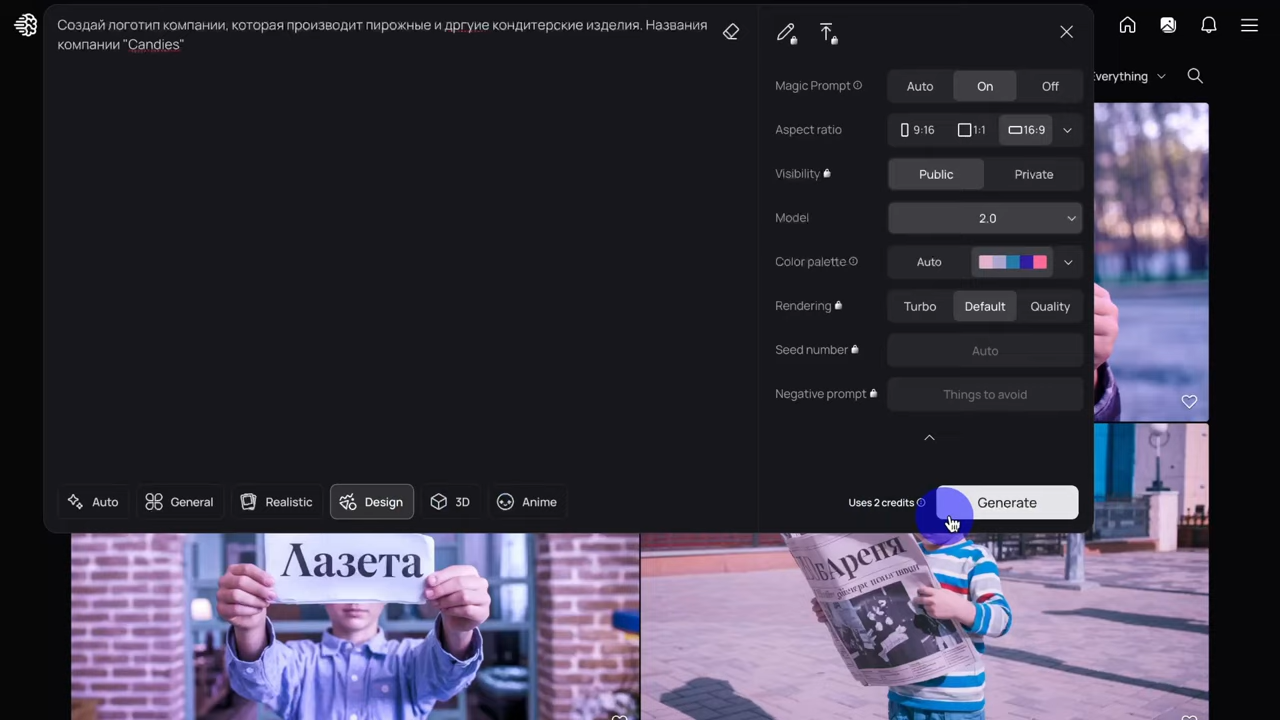 Создай логотип компании, которая производит пирожные и дргуие кондитерские изделия. Названия
компании "Candies"
Magic Prompt
Auto
On
Off
Everything
Aspect ratio
9:16
1:1
16:9
Visibility
Public
Private
Model
2.0
Color palette
Auto
Rendering
Turbo
Default
Quality
Seed number
Auto
Negative prompt
Things to avoid
Auto
General
Realistic
Design
3D
Anime
Uses 2 credits
Generate
Лазета